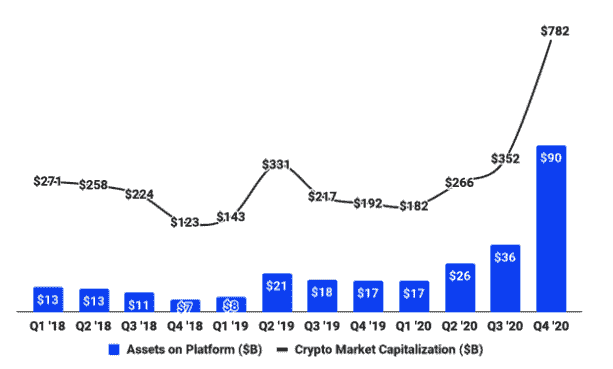 $782
$331
$352
$271 $258 $224 $123 $143 $217 $192 $182 $266
$90
$13 $13 $11 $7 $8 $21 $18 $17 $17 $26 $36
Q1 '18 Q2 '18 Q3 '18 Q4 '18 Q1 '19 Q2 '19 Q3 '19 Q4 '19 Q1 '20 Q2 '20 Q3 '20 Q4 '20
Assets on Platform ($B) Crypto Market Capitalization ($B)